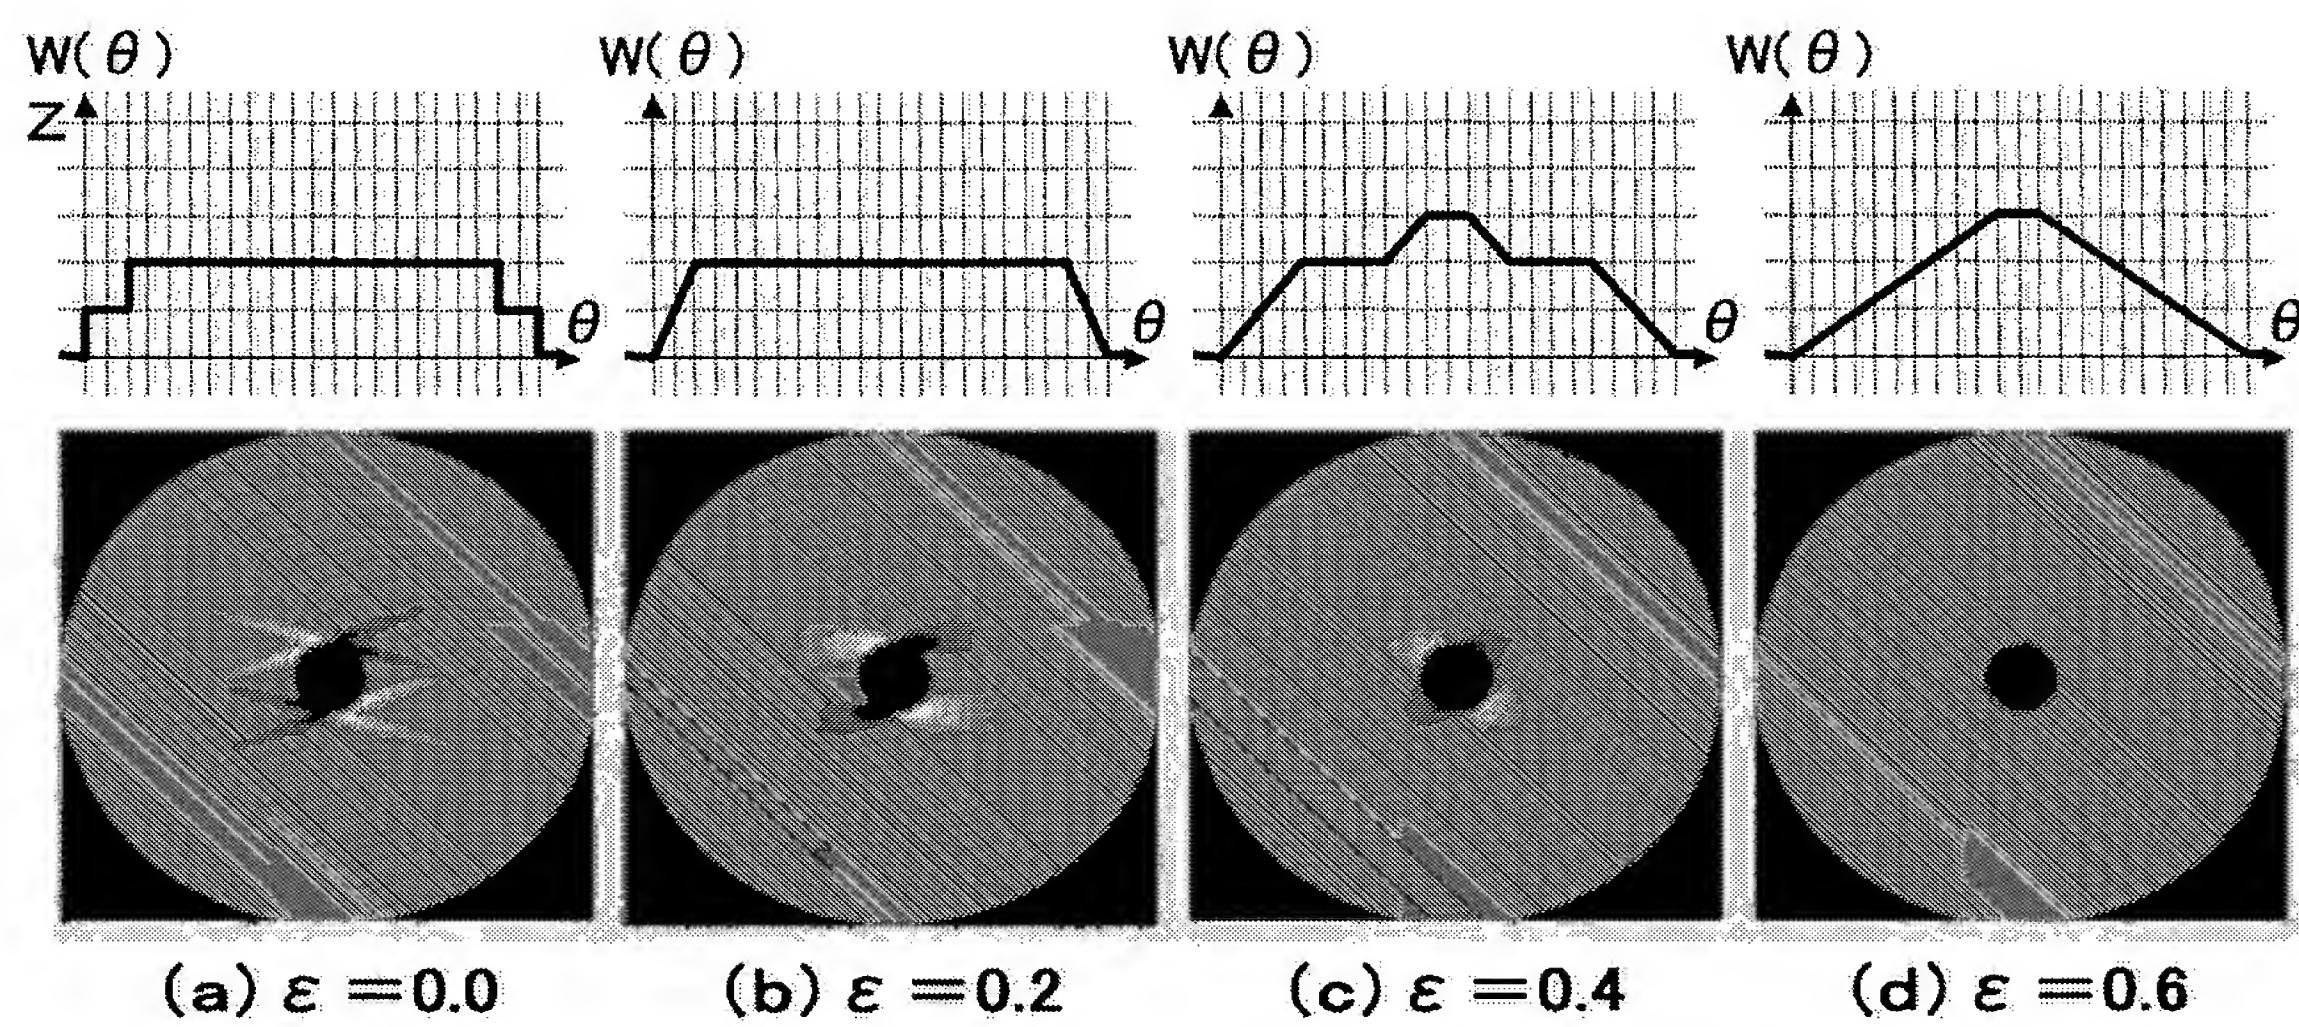 W(θ) W(θ) W(θ) W(θ)
Z
θ θ θ θ
(a) ε=0.0 (b) ε=0.2 (c) ε=0.4 (d) ε=0.6